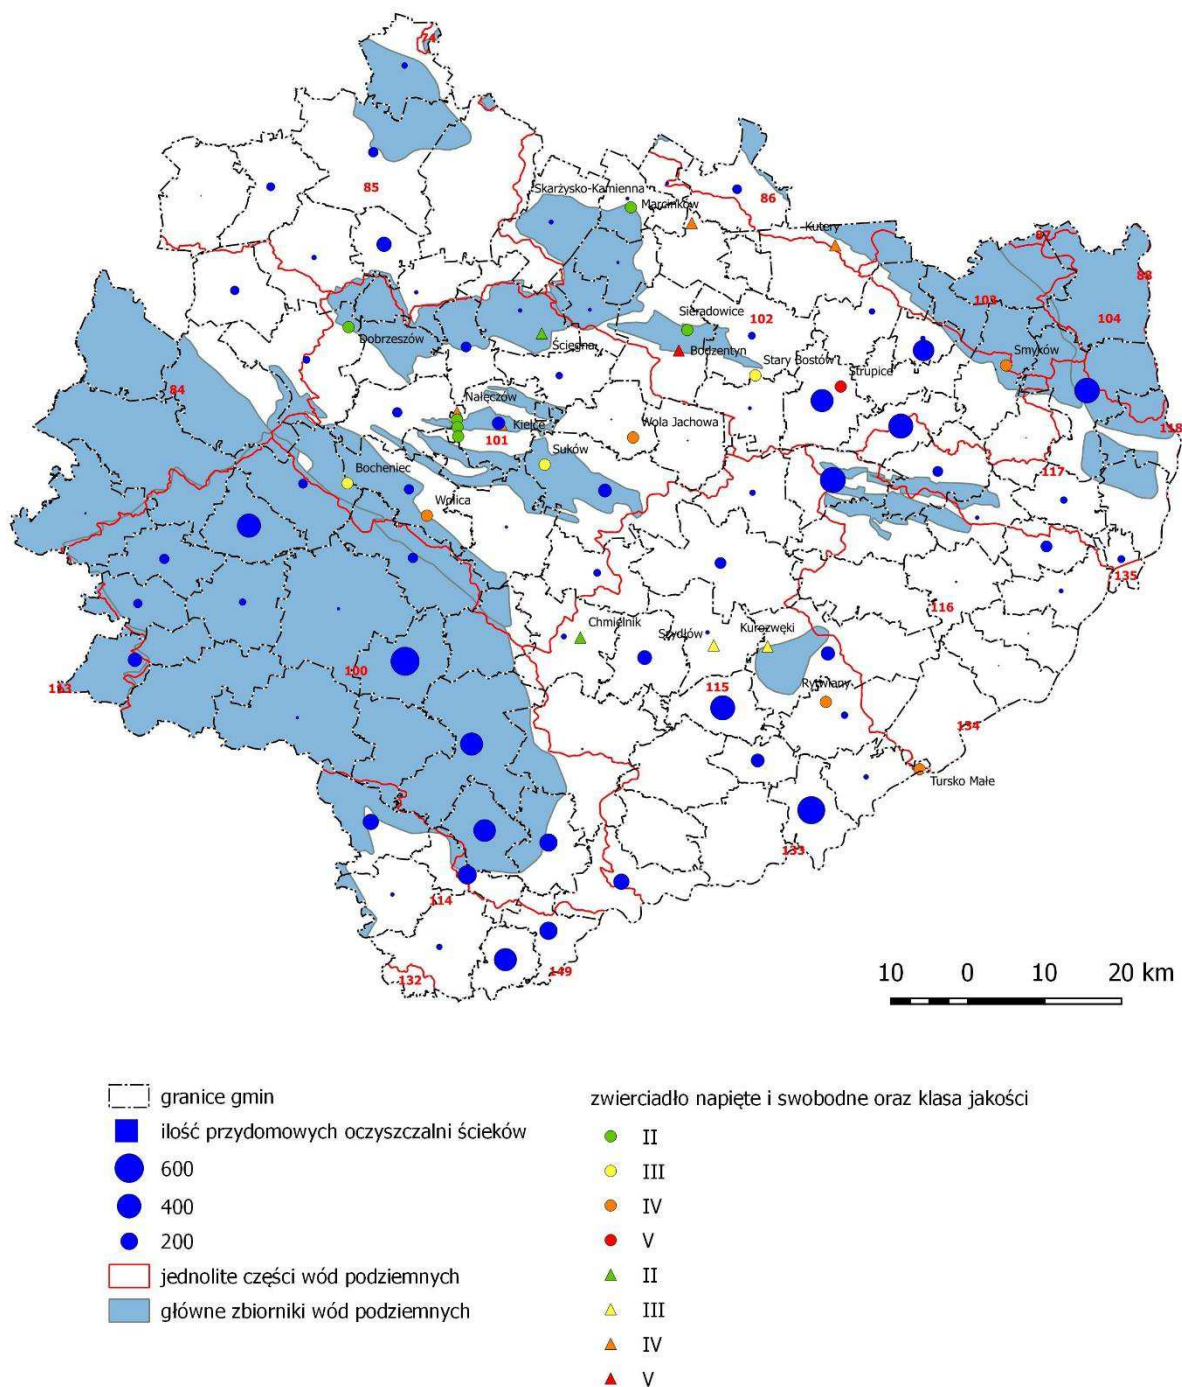 74
85
Skarżysko-Kamienna
Marcinków
86
Kutery
87
88
103
104
Sieradowice
102
Dobrzeszów
Ściegna
Bodzentyn
Stary Bostów
Smyków
Strupice
84
Nałęczów
Kielce
101
Wola Jachowa
118
Suków
117
Bocheniec
Wolica
135
116
Chmielnik
Szydłów
Kurozwęki
113
100
115
Rytwiany
134
Tursko Małe
133
114
132
149
10 0 10 20 km
granice gmin
ilość przydomowych oczyszczalni ścieków
600
400
200
jednolite części wód podziemnych
główne zbiorniki wód podziemnych
zwierciadło napięte i swobodne oraz klasa jakości
II
III
IV
V
II
III
IV
V